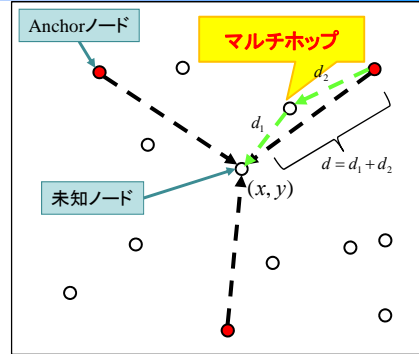 Anchorノード
マルチホップ
d₂
d₁
d = d₁ + d₂
未知ノード
(x, y)